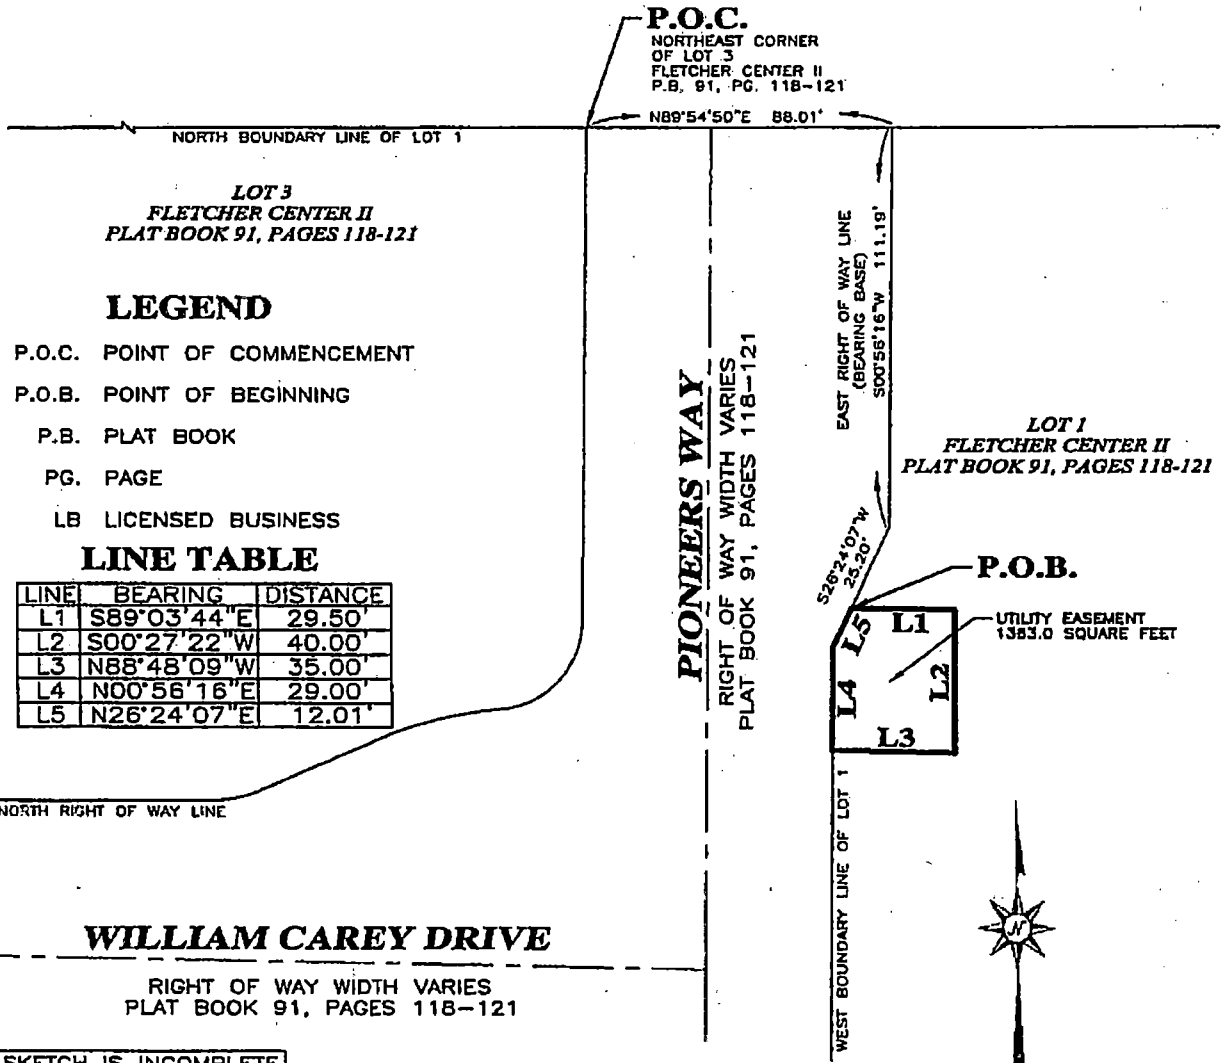 P.O.C.
NORTHEAST CORNER
OF LOT 3
FLETCHER CENTER II
P.B. 91, PG. 118-121
N89°54'50"E 88.01'
NORTH BOUNDARY LINE OF LOT 1
LOT 3
FLETCHER CENTER II
PLAT BOOK 91, PAGES 118-121
LEGEND
P.O.C. POINT OF COMMENCEMENT
P.O.B. POINT OF BEGINNING
P.B. PLAT BOOK
PG. PAGE
LB LICENSED BUSINESS
LINE TABLE
LINE BEARING DISTANCE
L1 S89°03'44"E 29.50'
L2 S00°27'22"W 40.00'
L3 N88°48'09"W 35.00'
L4 N00°56'16"E 29.00'
L5 N26°24'07"E 12.01'
NORTH RIGHT OF WAY LINE
WILLIAM CAREY DRIVE
RIGHT OF WAY WIDTH VARIES
PLAT BOOK 91, PAGES 118-121
SKETCH IS INCOMPLETE
PIONEERS WAY
RIGHT OF WAY WIDTH VARIES
PLAT BOOK 91, PAGES 118-121
EAST RIGHT OF WAY LINE
(BEARING BASE)
S00°56'16"W 111.19'
LOT 1
FLETCHER CENTER II
PLAT BOOK 91, PAGES 118-121
S26°24'07"W
25.20'
P.O.B.
UTILITY EASEMENT
1383.0 SQUARE FEET
L1
L5
L2
L4
L3
WEST BOUNDARY LINE OF LOT 1
N